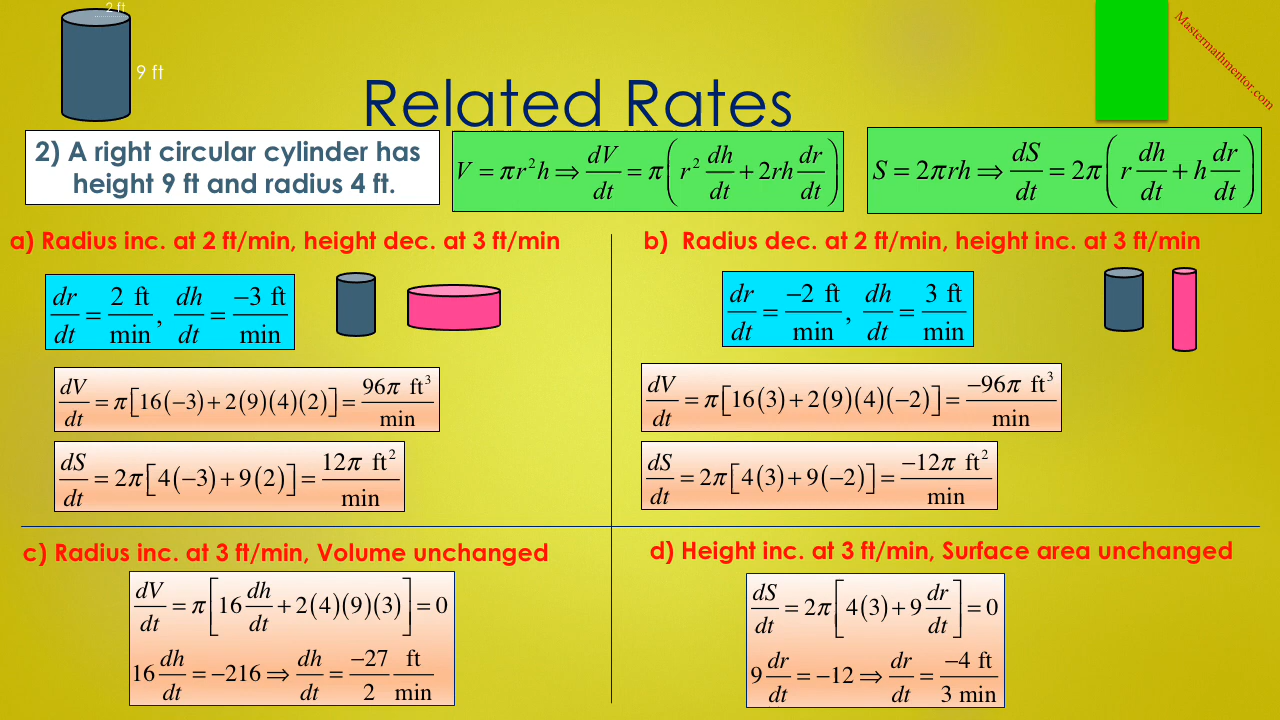 2 ft
9 ft
Mastermathmentor.com
Related Rates
2) A right circular cylinder has
height 9 ft and radius 4 ft.
V = πr²h ⇒ dV/dt = π(r² dh/dt + 2rh dr/dt)
S = 2πrh ⇒ dS/dt = 2π(r dh/dt + h dr/dt)
a) Radius inc. at 2 ft/min, height dec. at 3 ft/min
dr/dt = 2 ft/min, dh/dt = −3 ft/min
dV/dt = π[16(−3)+2(9)(4)(2)] = 96π ft³/min
dS/dt = 2π[4(−3)+9(2)] = 12π ft²/min
b) Radius dec. at 2 ft/min, height inc. at 3 ft/min
dr/dt = −2 ft/min, dh/dt = 3 ft/min
dV/dt = π[16(3)+2(9)(4)(−2)] = −96π ft³/min
dS/dt = 2π[4(3)+9(−2)] = −12π ft²/min
c) Radius inc. at 3 ft/min, Volume unchanged
dV/dt = π[16 dh/dt + 2(4)(9)(3)] = 0
16 dh/dt = −216 ⇒ dh/dt = −27/2 ft/min
d) Height inc. at 3 ft/min, Surface area unchanged
dS/dt = 2π[4(3)+9 dr/dt] = 0
9 dr/dt = −12 ⇒ dr/dt = −4 ft/3 min